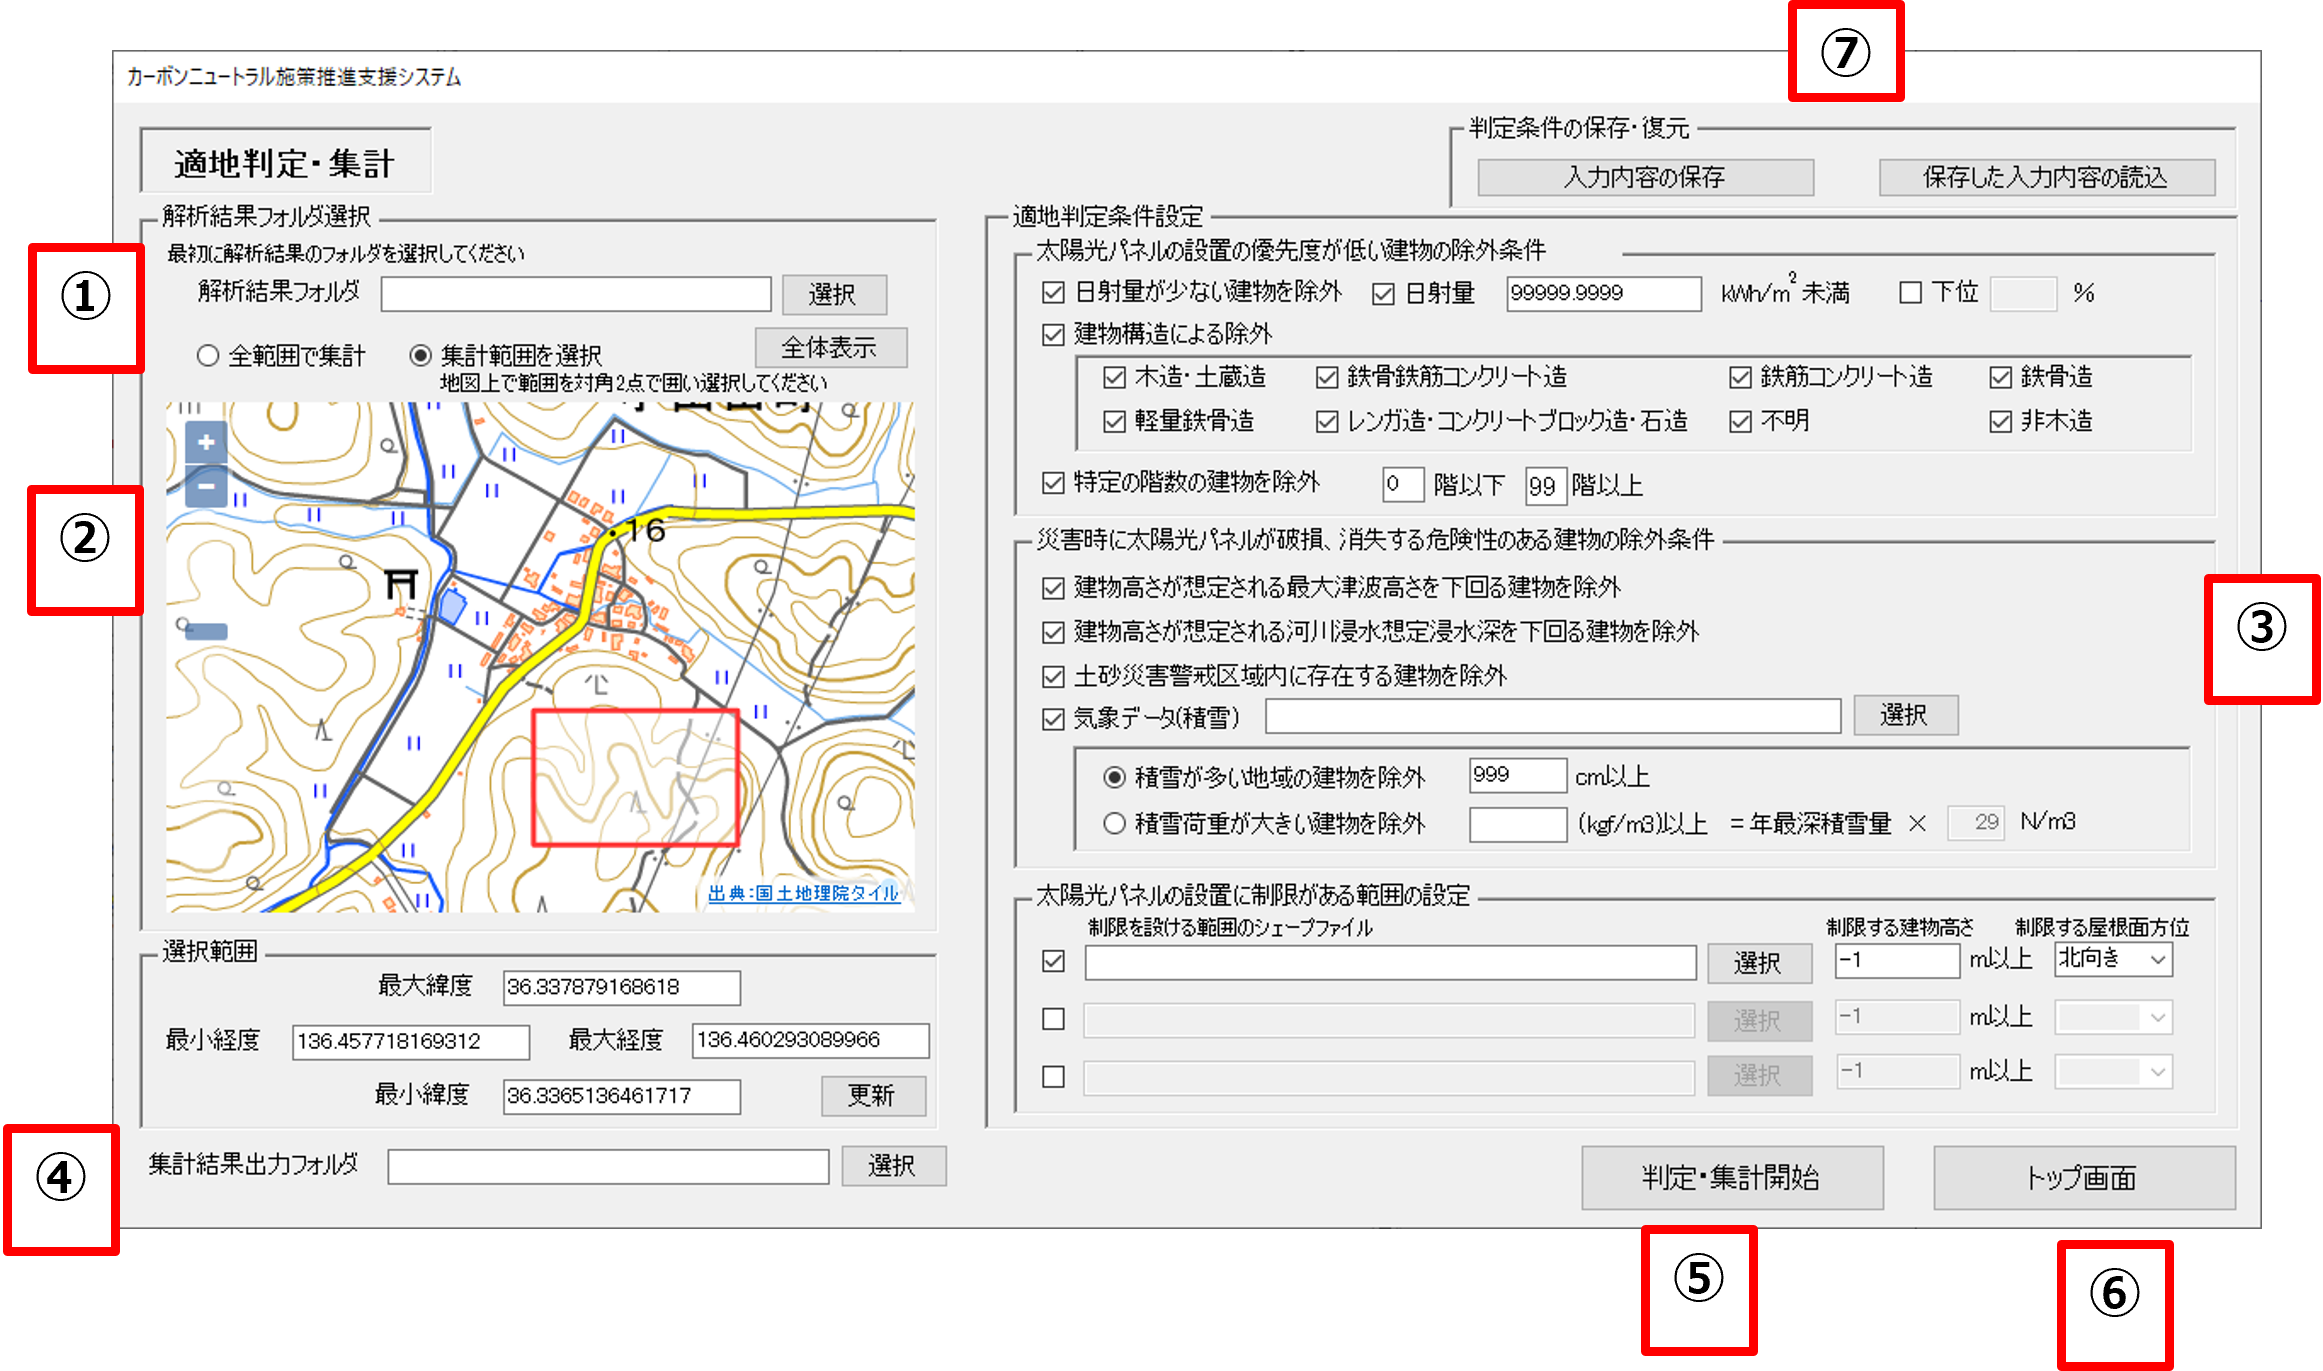 ⑦
カーボンニュートラル施策推進支援システム
適地判定・集計
判定条件の保存・復元
入力内容の保存 保存した入力内容の読込
解析結果フォルダ選択
最初に解析結果のフォルダを選択してください
①
解析結果フォルダ 選択
全範囲で集計 集計範囲を選択 全体表示
地図上で範囲を対角2点で囲い選択してください
②
+
−
16
出典:国土地理院タイル
選択範囲
最大緯度 36.337879168618
最小経度 136.457718169312 最大経度 136.460293089966
最小緯度 36.3365136461717 更新
④
集計結果出力フォルダ 選択
適地判定条件設定
太陽光パネルの設置の優先度が低い建物の除外条件
日射量が少ない建物を除外 日射量 99999.9999 kWh/m2 未満 下位 %
建物構造による除外
木造・土蔵造 鉄骨鉄筋コンクリート造 鉄筋コンクリート造 鉄骨造
軽量鉄骨造 レンガ造・コンクリートブロック造・石造 不明 非木造
特定の階数の建物を除外 0 階以下 99 階以上
災害時に太陽光パネルが破損、消失する危険性のある建物の除外条件
建物高さが想定される最大津波高さを下回る建物を除外
③
建物高さが想定される河川浸水想定浸水深を下回る建物を除外
土砂災害警戒区域内に存在する建物を除外
気象データ(積雪) 選択
積雪が多い地域の建物を除外 999 cm以上
積雪荷重が大きい建物を除外 (kgf/m3)以上 =年最深積雪量 × 29 N/m3
太陽光パネルの設置に制限がある範囲の設定
制限を設ける範囲のシェープファイル 制限する建物高さ 制限する屋根面方位
選択 -1 m以上 北向き
選択 -1 m以上
選択 -1 m以上
判定・集計開始 トップ画面
⑤
⑥